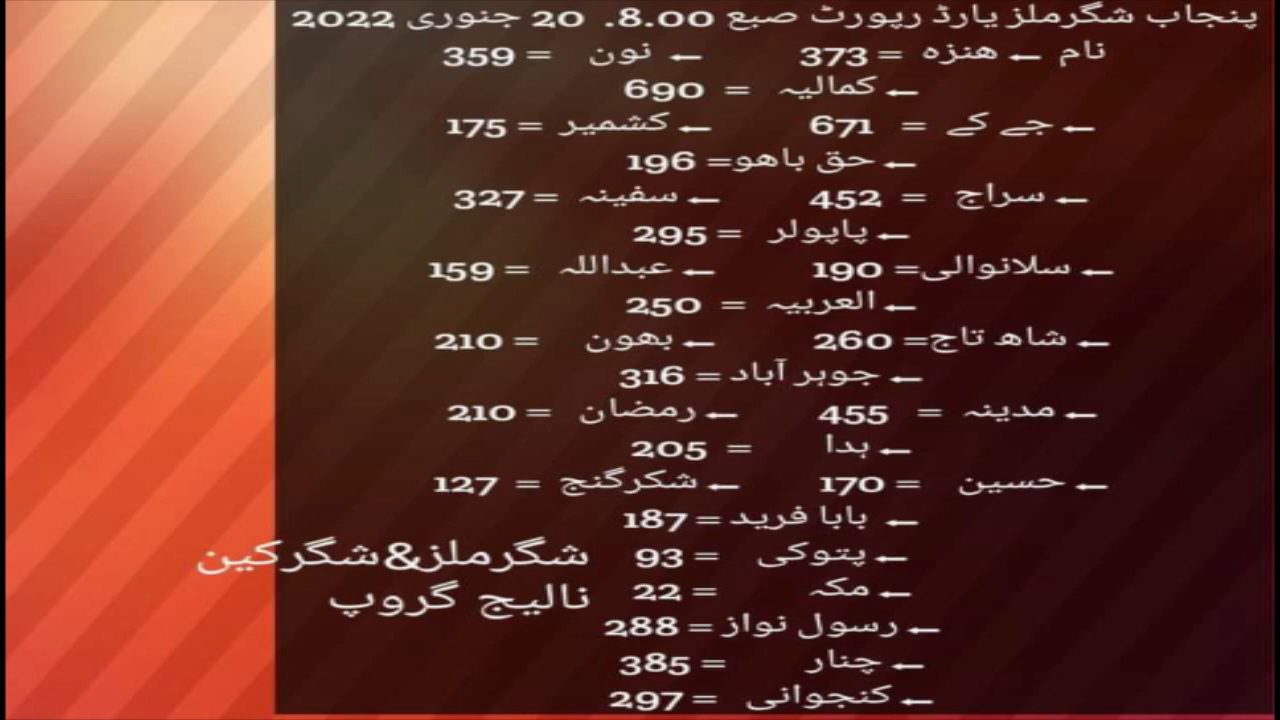 پنجاب شگرملز یارڈ رپورٹ صبع 8.00. 20 جنوری 2022
نام ← ھنزہ = 373 ← نون = 359
← کمالیہ = 690
← جے کے = 671 ← کشمیر = 175
← حق باھو= 196
← سراج = 452 ← سفینہ = 327
← پاپولر = 295
← سلانوالی= 190 ← عبداللہ = 159
← العربیہ = 250
← شاھ تاج= 260 ← بھون = 210
← جوہر آباد = 316
← مدینہ = 455 ← رمضان = 210
← ہدا = 205
← حسین = 170 ← شکرگنج = 127
← بابا فرید = 187
← پتوکی = 93
← مکہ = 22
← رسول نواز = 288
← چنار = 385
← کنجوانی = 297
شگرملز&شگرکین
نالیج گروپ